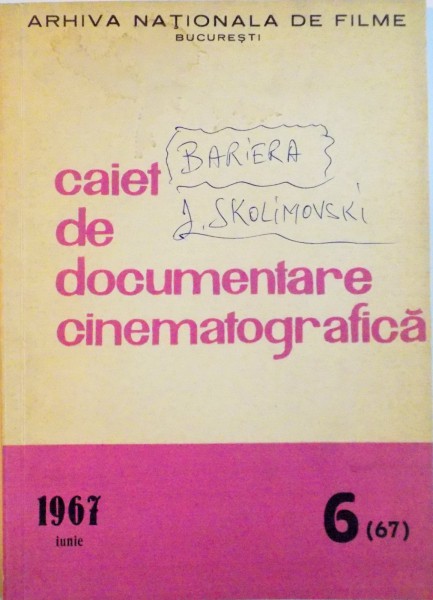 ARHIVA NAȚIONALA DE FILME
BUCUREȘTI
BARIERA
J. SKOLIMOVSKI
caiet
de
documentare
cinematografică
1967
iunie
6 (67)